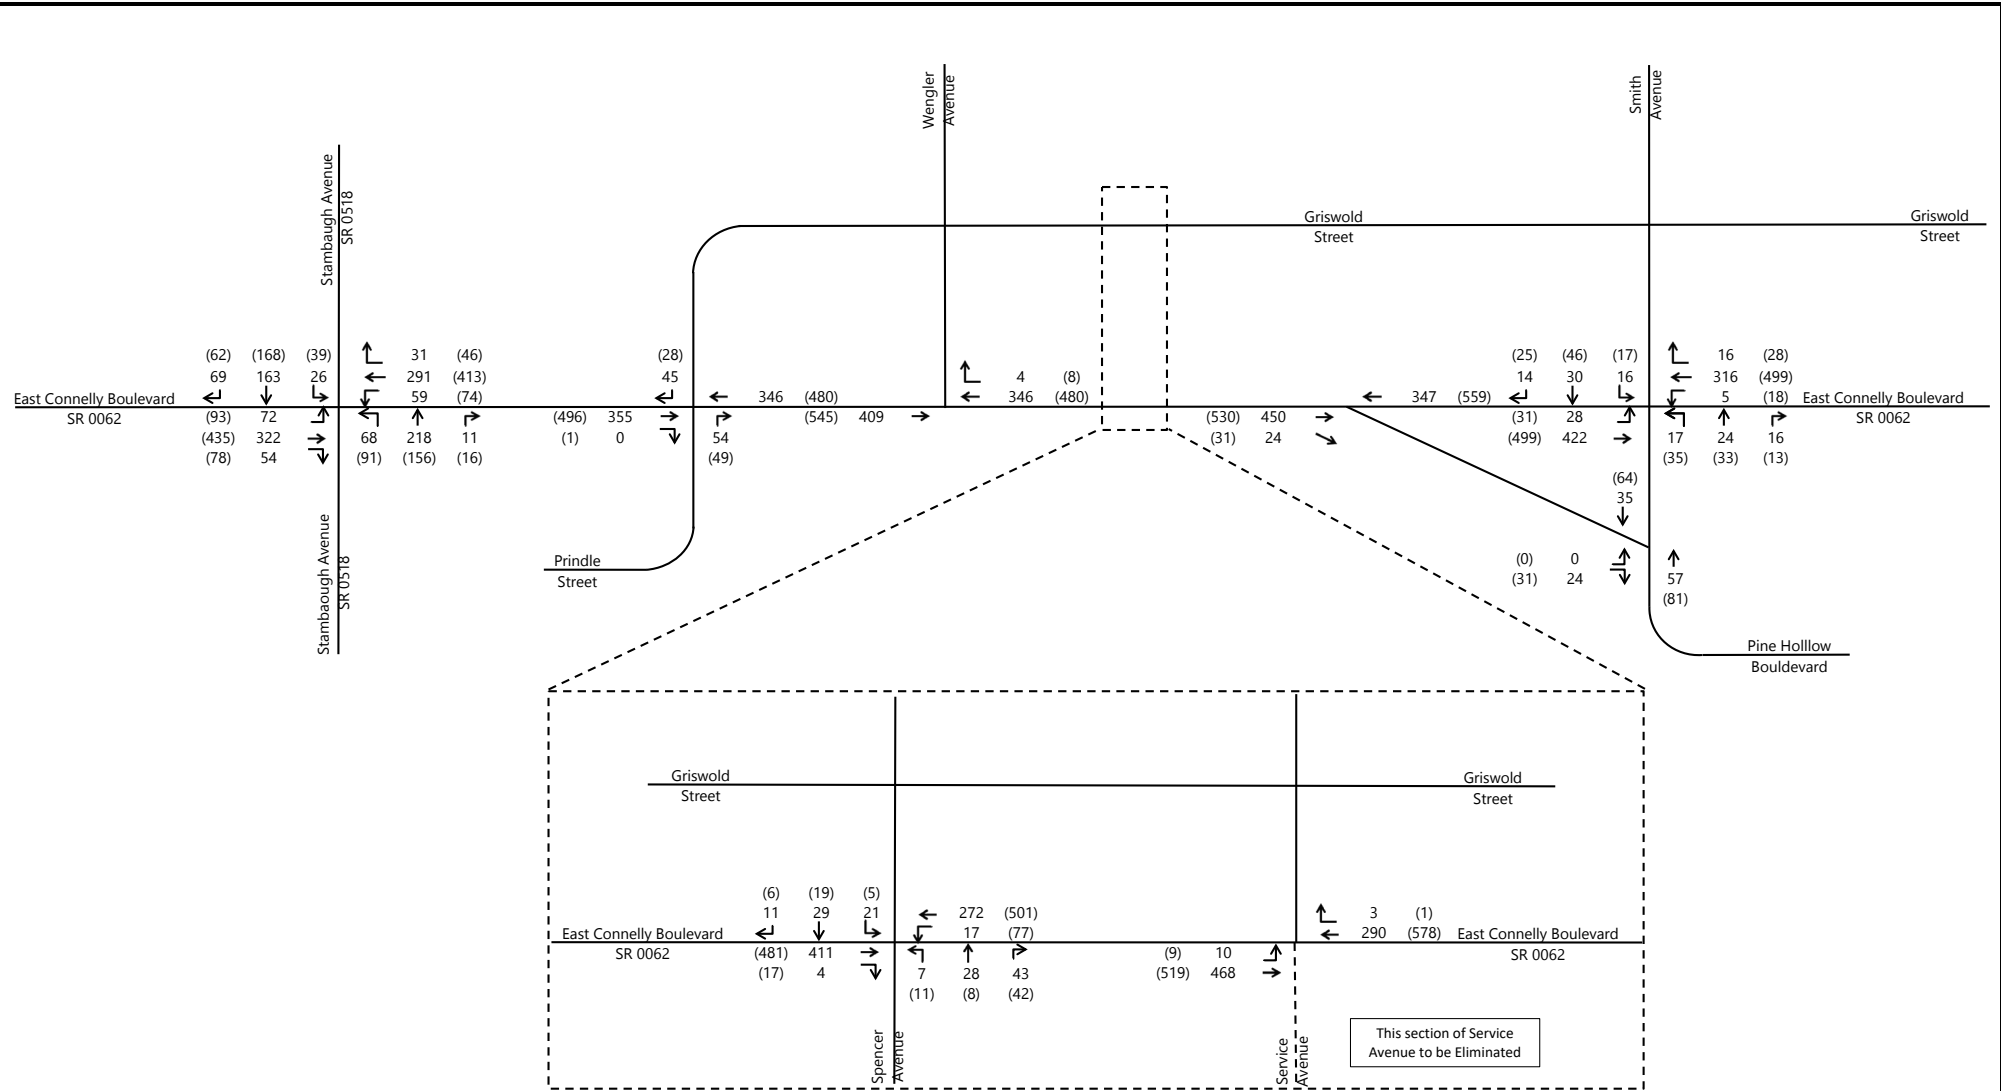 Wengler
Avenue
Smith
Avenue
Stambaugh Avenue
SR 0518
Griswold
Street
Griswold
Street
(62) (168) (39) 31 (46)
69 163 26 291 (413)
59 (74)
East Connelly Boulevard
SR 0062
(93) 72
(435) 322 68 218 11
(78) 54 (91) (156) (16)
(28)
45
346 (480)
(496) 355
(1) 0
54
(49)
(545) 409
4 (8)
346 (480)
(530) 450
(31) 24
347 (559)
(25) (46) (17) 16 (28)
14 30 16 316 (499)
5 (18)
East Connelly Boulevard
SR 0062
(31) 28
(499) 422 17 24 16
(35) (33) (13)
(64)
35
(0) 0
(31) 24 57
(81)
Stambaough Avenue
SR 0518
Prindle
Street
Pine Holllow
Bouldevard
Griswold
Street
Griswold
Street
(6) (19) (5)
11 29 21 272 (501)
17 (77)
East Connelly Boulevard
SR 0062
(481) 411
(17) 4 7 28 43
(11) (8) (42)
3 (1)
290 (578)
East Connelly Boulevard
SR 0062
(9) 10
(519) 468
Spencer
Avenue
Service
Avenue
This section of Service
Avenue to be Eliminated